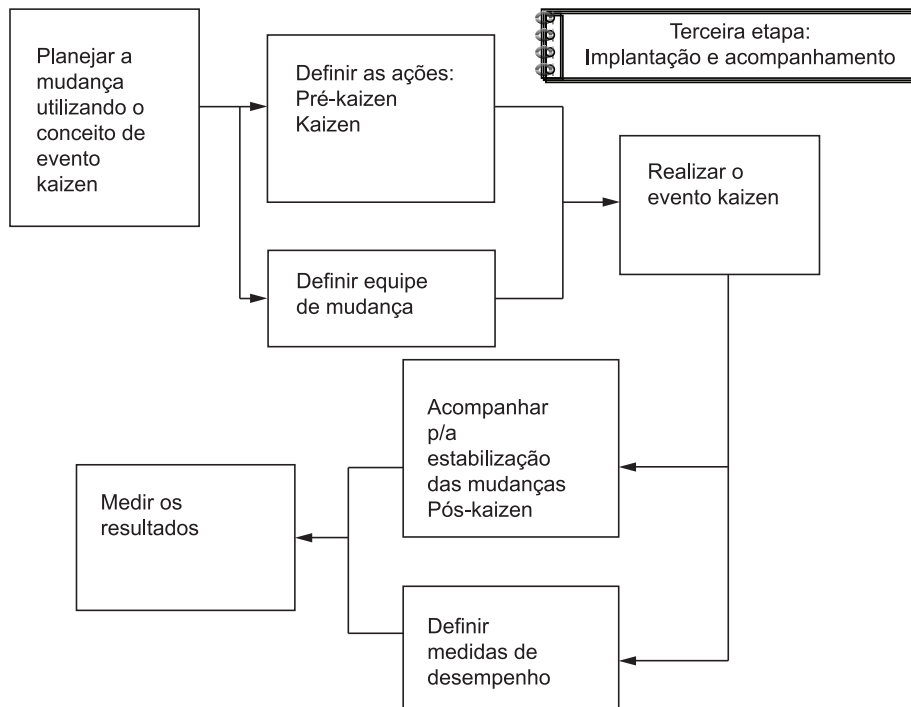 Terceira etapa:
Implantação e acompanhamento
Planejar a
mudança
utilizando o
conceito de
evento
kaizen
Definir as ações:
Pré-kaizen
Kaizen
Definir equipe
de mudança
Realizar o
evento kaizen
Acompanhar
p/a
estabilização
das mudanças
Pós-kaizen
Definir
medidas de
desempenho
Medir os
resultados